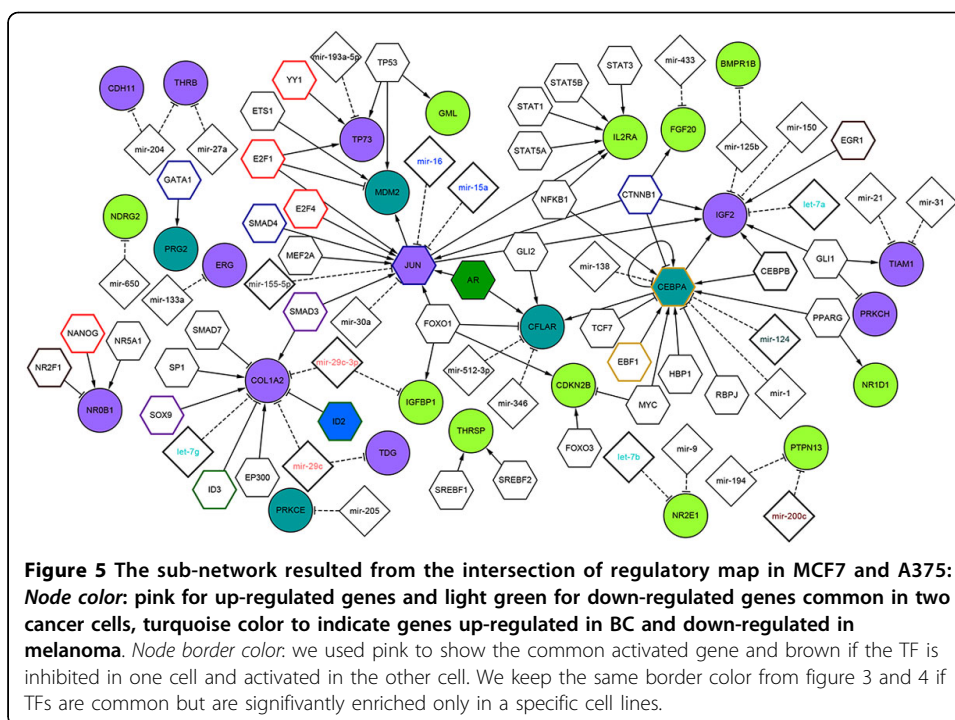 mir-193a-5p
TP53
STAT3
mir-433
BMPR1B
YY1
STAT5B
CDH11
THRB
ETS1
GML
STAT1
IL2RA
FGF20
mir-150
mir-125b
EGR1
TP73
mir-204
mir-27a
E2F1
mir-16
STAT5A
GATA1
mir-15a
MDM2
NFKB1
CTNNB1
IGF2
let-7a
mir-21
mir-31
NDRG2
SMAD4
E2F4
PRG2
MEF2A
JUN
GLI2
mir-138
CEBPB
GLI1
TIAM1
ERG
mir-155-5p
AR
CEBPA
mir-650
mir-133a
SMAD3
mir-30a
FOXO1
CFLAR
TCF7
PPARG
PRKCH
NANOG
NR5A1
SMAD7
mir-124
NR2F1
SP1
mir-29c-3p
mir-512-3p
EBF1
HBP1
RBPJ
mir-1
NR1D1
COL1A2
mir-346
NR0B1
SOX9
ID2
IGFBP1
CDKN2B
MYC
let-7g
TDG
THRSP
FOXO3
let-7b
mir-9
PTPN13
mir-29c
ID3
EP300
SREBF1
SREBF2
mir-194
PRKCE
mir-205
NR2E1
mir-200c
Figure 5 The sub-network resulted from the intersection of regulatory map in MCF7 and A375:
Node color: pink for up-regulated genes and light green for down-regulated genes common in two
cancer cells, turquoise color to indicate genes up-regulated in BC and down-regulated in
melanoma. Node border color: we used pink to show the common activated gene and brown if the TF is
inhibited in one cell and activated in the other cell. We keep the same border color from figure 3 and 4 if
TFs are common but are signifivantly enriched only in a specific cell lines.